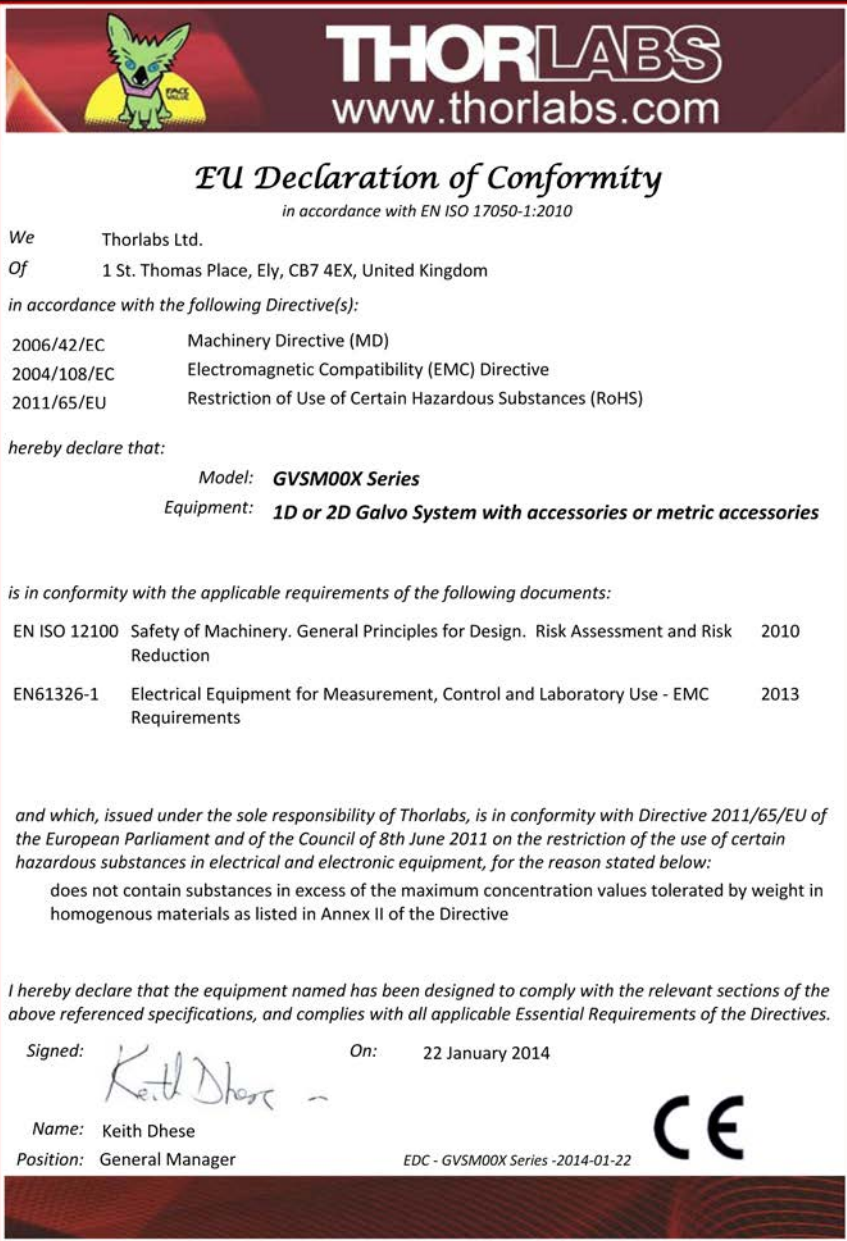 FACE
VALUE
THORLABS
www.thorlabs.com
EU Declaration of Conformity
in accordance with EN ISO 17050-1:2010
We Thorlabs Ltd.
Of 1 St. Thomas Place, Ely, CB7 4EX, United Kingdom
in accordance with the following Directive(s):
2006/42/EC Machinery Directive (MD)
2004/108/EC Electromagnetic Compatibility (EMC) Directive
2011/65/EU Restriction of Use of Certain Hazardous Substances (RoHS)
hereby declare that:
Model: GVSM00X Series
Equipment: 1D or 2D Galvo System with accessories or metric accessories
is in conformity with the applicable requirements of the following documents:
EN ISO 12100 Safety of Machinery. General Principles for Design. Risk Assessment and Risk 2010
Reduction
EN61326-1 Electrical Equipment for Measurement, Control and Laboratory Use - EMC 2013
Requirements
and which, issued under the sole responsibility of Thorlabs, is in conformity with Directive 2011/65/EU of
the European Parliament and of the Council of 8th June 2011 on the restriction of the use of certain
hazardous substances in electrical and electronic equipment, for the reason stated below:
does not contain substances in excess of the maximum concentration values tolerated by weight in
homogenous materials as listed in Annex II of the Directive
I hereby declare that the equipment named has been designed to comply with the relevant sections of the
above referenced specifications, and complies with all applicable Essential Requirements of the Directives.
Signed: Keith Dhese On: 22 January 2014
Name: Keith Dhese
Position: General Manager EDC - GVSM00X Series -2014-01-22
CE